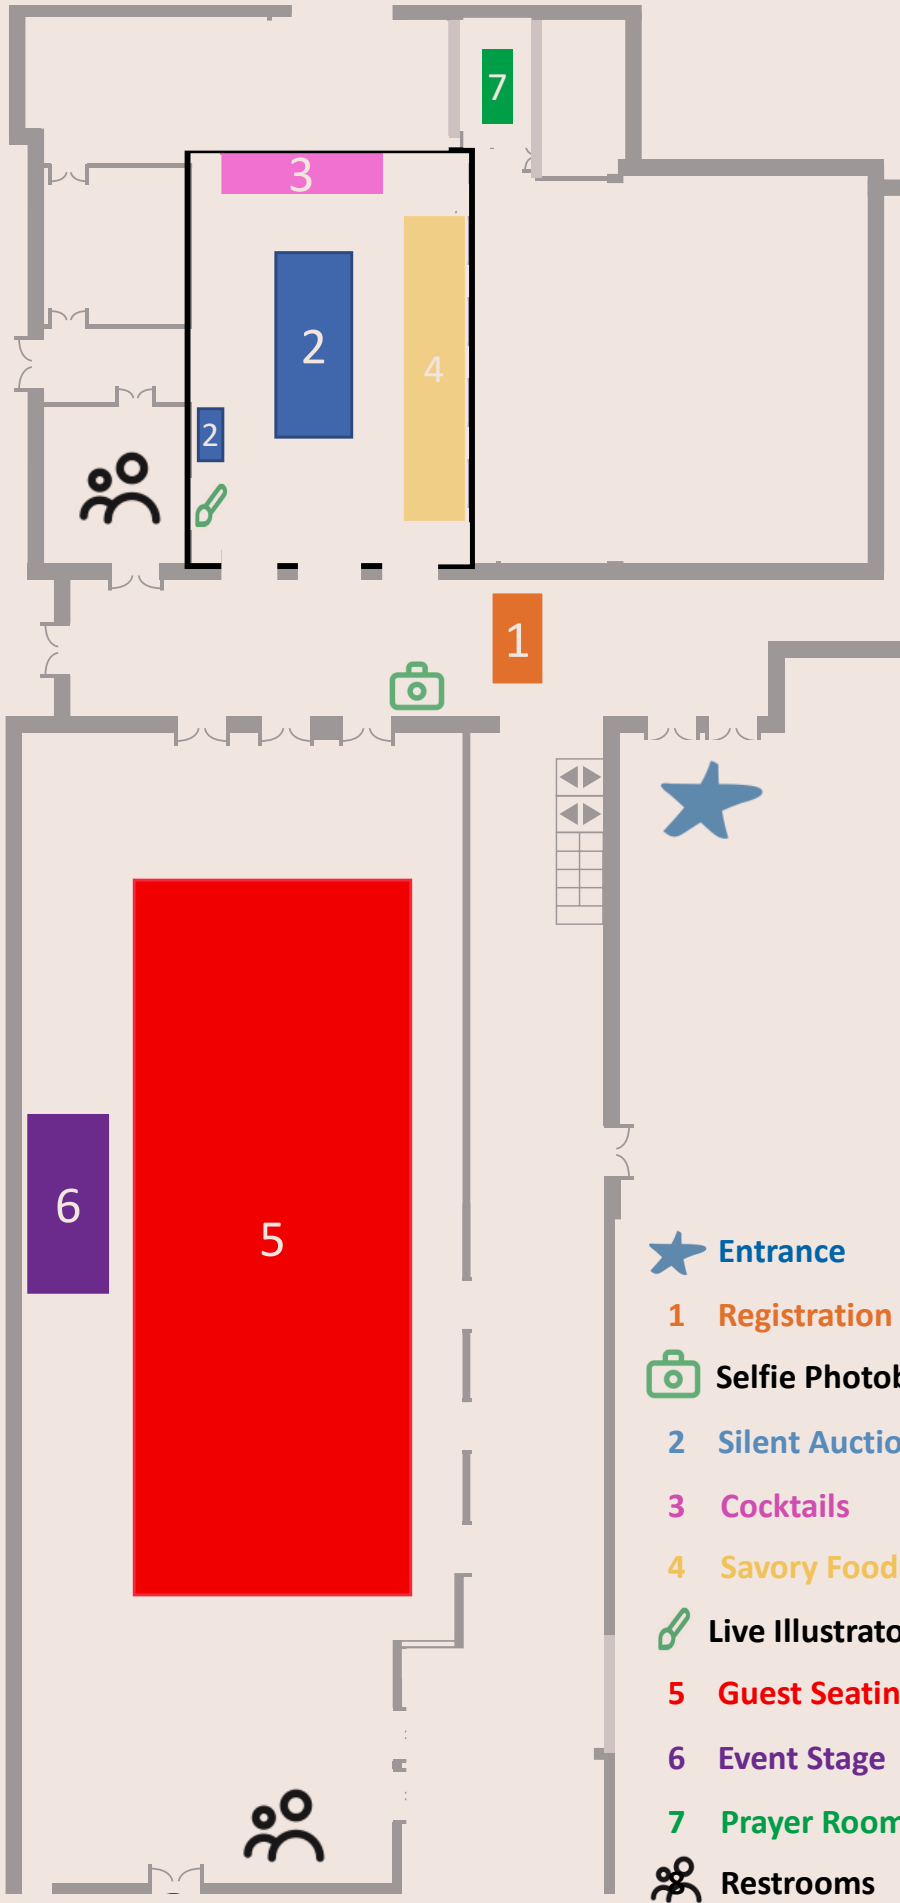 7
3
2
4
2
1
5
6
Entrance
1 Registration
Selfie Photob
2 Silent Auctio
3 Cocktails
4 Savory Food
Live Illustrato
5 Guest Seatin
6 Event Stage
7 Prayer Room
8 Restrooms